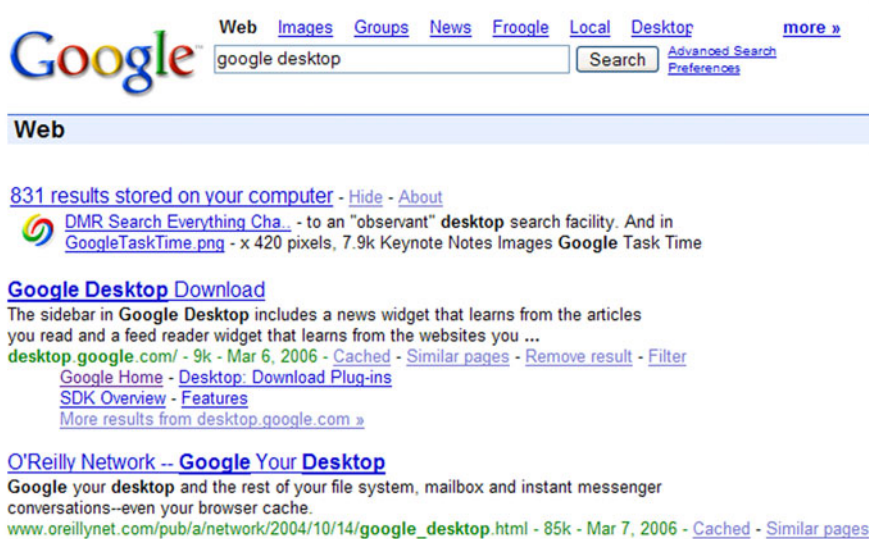 Web Images Groups News Froogle Local Desktop more »
Google™
google desktop Search Advanced Search
Preferences
Web
831 results stored on your computer - Hide - About
DMR Search Everything Cha.. - to an "observant" desktop search facility. And in
GoogleTaskTime.png - x 420 pixels, 7.9k Keynote Notes Images Google Task Time
Google Desktop Download
The sidebar in Google Desktop includes a news widget that learns from the articles
you read and a feed reader widget that learns from the websites you ...
desktop.google.com/ - 9k - Mar 6, 2006 - Cached - Similar pages - Remove result - Filter
Google Home - Desktop: Download Plug-ins
SDK Overview - Features
More results from desktop.google.com »
O'Reilly Network -- Google Your Desktop
Google your desktop and the rest of your file system, mailbox and instant messenger
conversations--even your browser cache.
www.oreillynet.com/pub/a/network/2004/10/14/google_desktop.html - 85k - Mar 7, 2006 - Cached - Similar pages